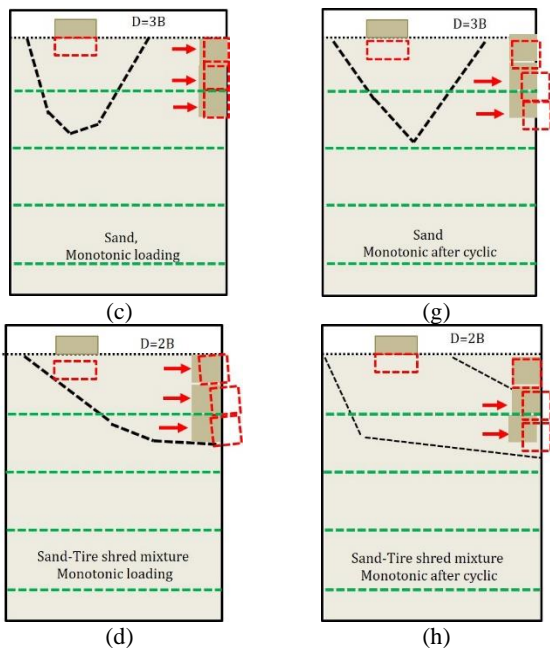 D=3B
Sand,
Monotonic loading
(c)
D=3B
Sand
Monotonic after cyclic
(g)
D=2B
Sand-Tire shred mixture
Monotonic loading
(d)
D=2B
Sand-Tire shred mixture
Monotonic after cyclic
(h)